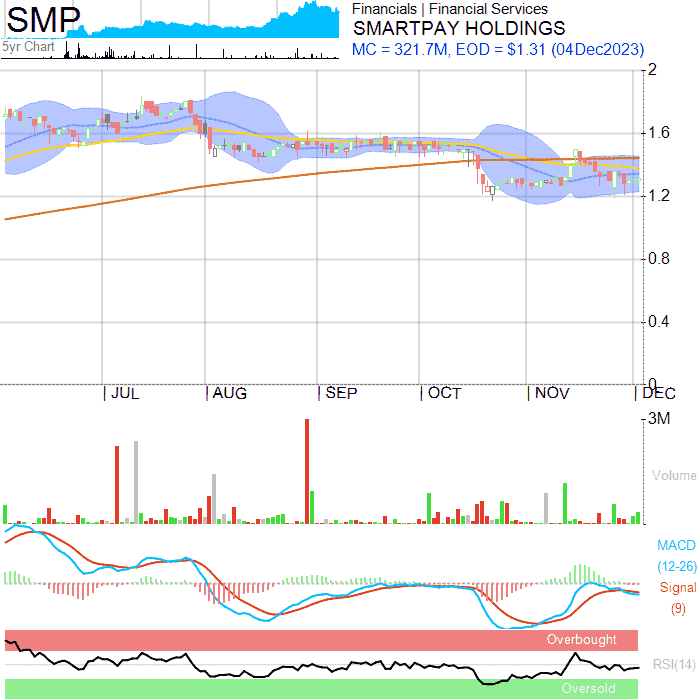 SMP
5yr Chart
Financials | Financial Services
SMARTPAY HOLDINGS
MC = 321.7M, EOD = $1.31 (04Dec2023)
2
1.6
1.2
0.8
0.4
0
JUL AUG SEP OCT NOV DEC
3M
Volume
MACD
(12-26)
Signal
(9)
Overbought
RSI(14)
Oversold